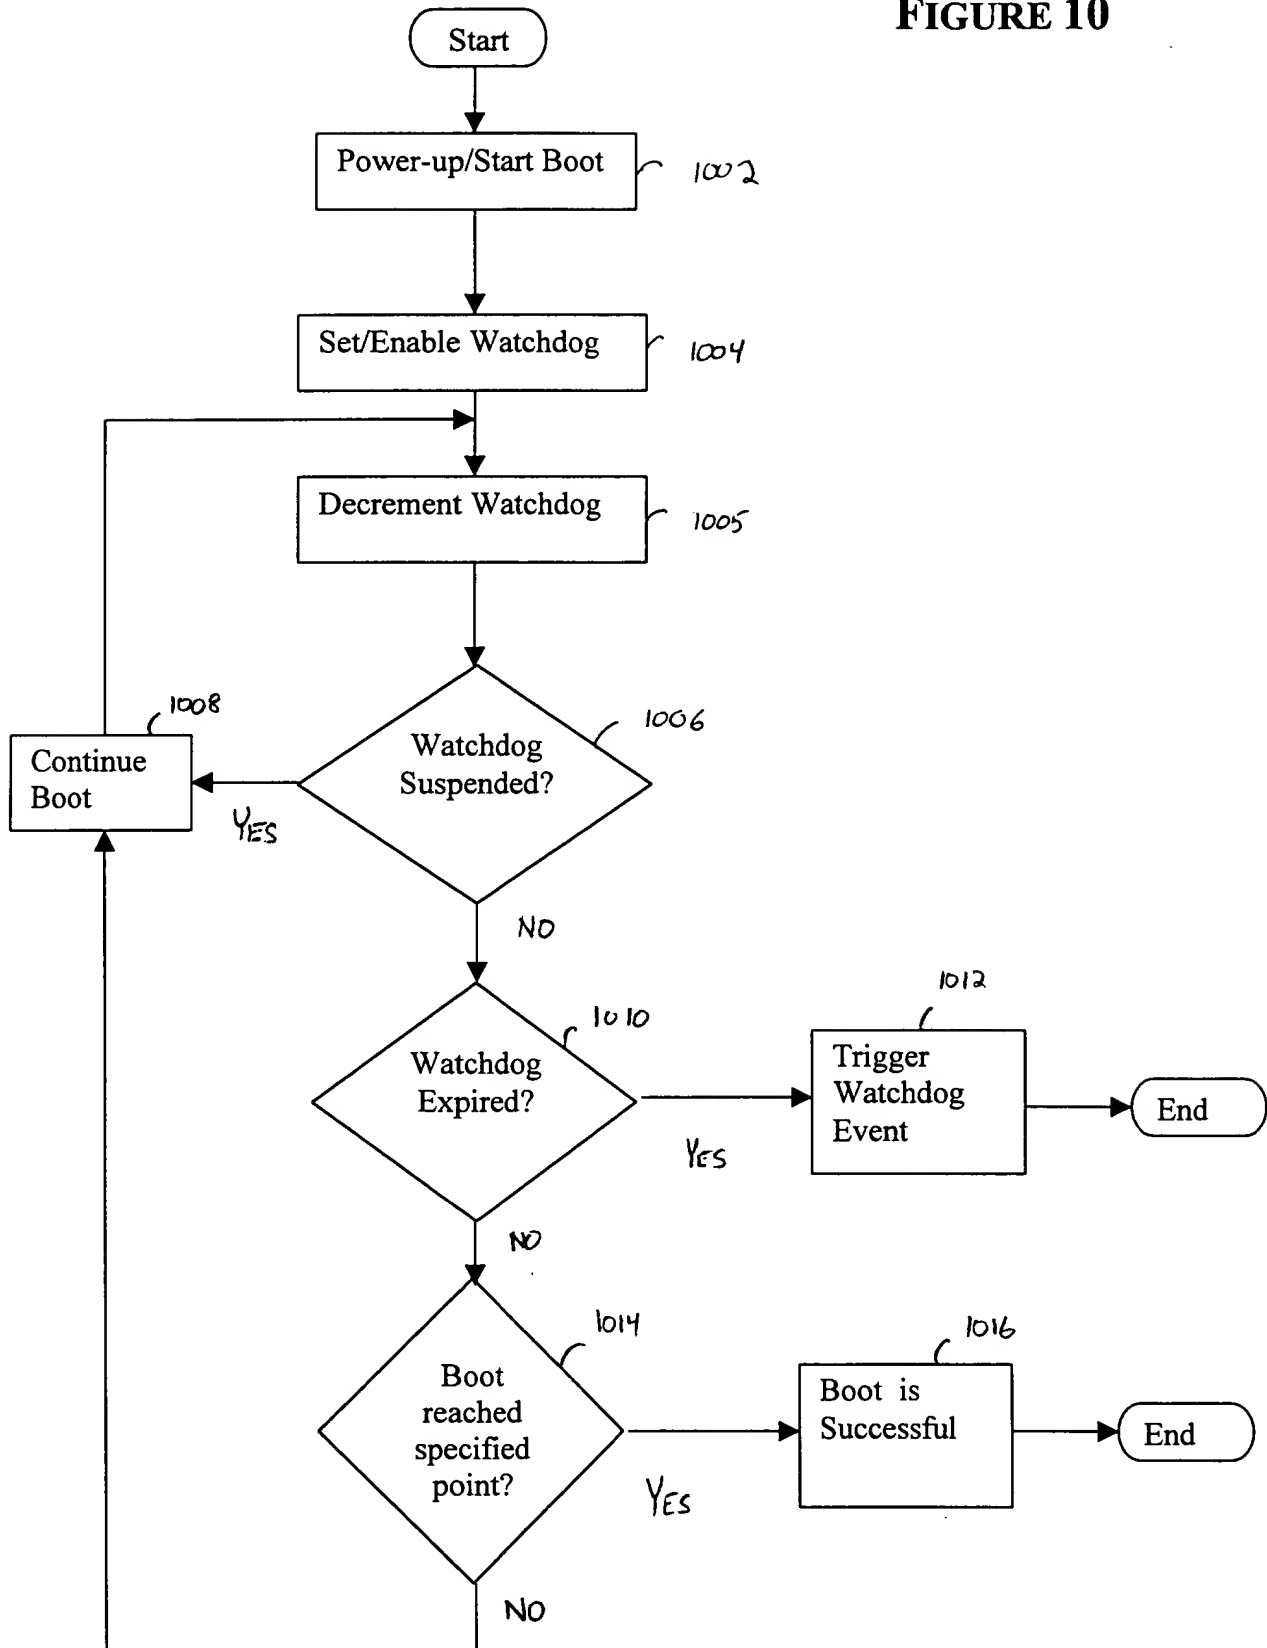 FIGURE 10
Start
Power-up/Start Boot
1002
Set/Enable Watchdog
1004
Decrement Watchdog
1005
1008
1006
Continue
Boot
Watchdog
Suspended?
YES
NO
1012
1010
Watchdog
Expired?
Trigger
Watchdog
Event
End
YES
NO
1014
1016
Boot
reached
specified
point?
Boot is
Successful
End
YES
NO